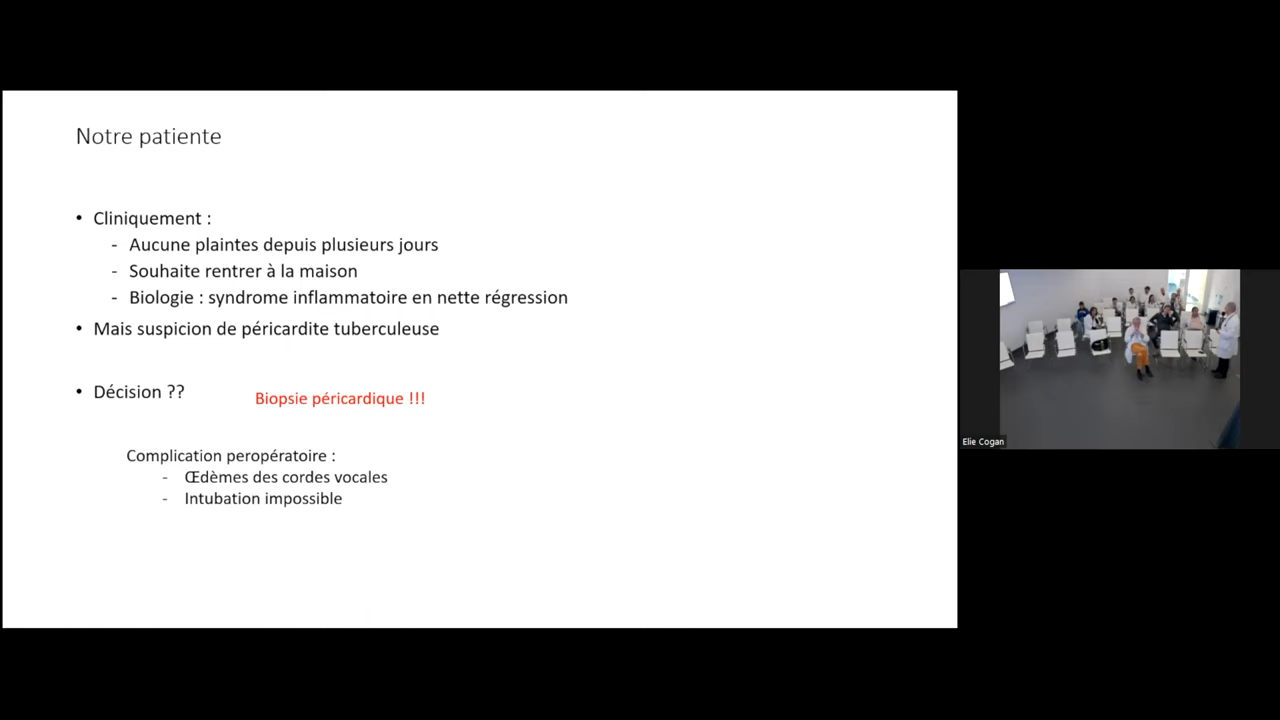 Notre patiente
• Cliniquement :
- Aucune plaintes depuis plusieurs jours
- Souhaite rentrer à la maison
- Biologie : syndrome inflammatoire en nette régression
• Mais suspicion de péricardite tuberculeuse
• Décision ??
Biopsie péricardique !!!
Complication peropératoire :
- Œdèmes des cordes vocales
- Intubation impossible
Elie Cogan